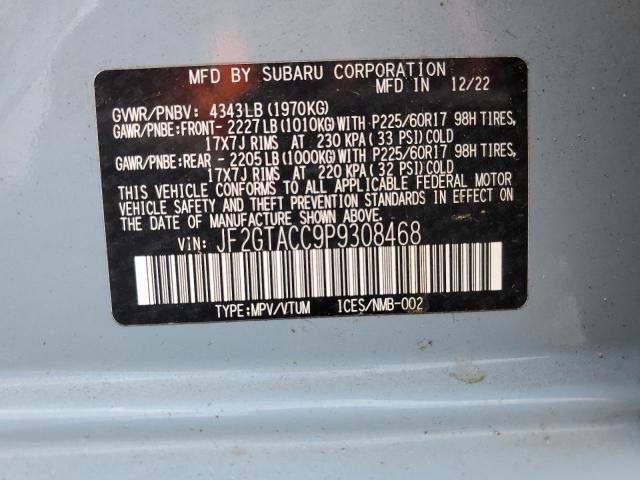 MFD BY SUBARU CORPORATION
MFD IN 12/22
GVWR/PNBV: 4343LB(1970KG)
GAWR/PNBE:FRONT- 2227LB(1010KG)WITH P225/60R17 98H TIRES,
17X7J RIMS AT 230 KPA(33 PSI)COLD
GAWR/PNBE:REAR - 2205LB(1000KG)WITH P225/60R17 98H TIRES,
17X7J RIMS AT 220 KPA(32 PSI)COLD
THIS VEHICLE CONFORMS TO ALL APPLICABLE FEDERAL MOTOR
VEHICLE SAFETY AND THEFT PREVENTION STANDARDS IN EFFECT ON
THE DATE OF MANUFACTURE SHOWN ABOVE.
VIN: JF2GTACC9P9308468
TYPE:MPV/VTUM ICES/NMB-002